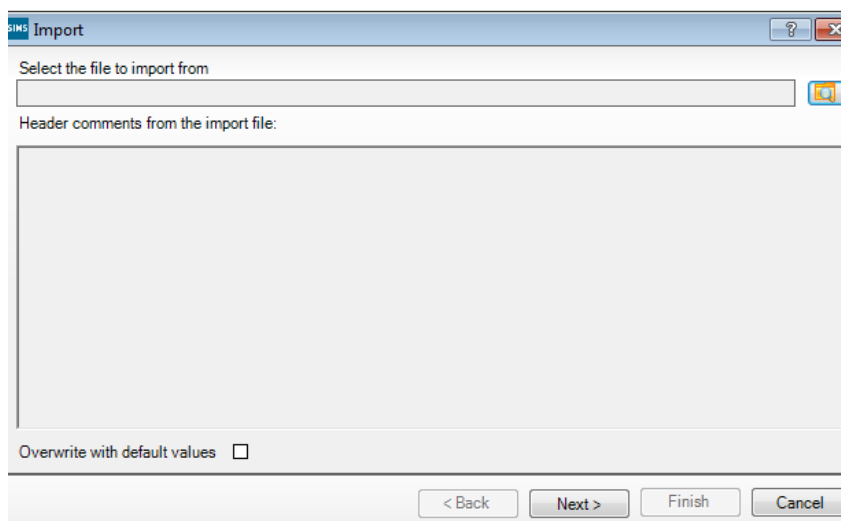 SIMS Import
Select the file to import from
Header comments from the import file:
Overwrite with default values
< Back Next > Finish Cancel